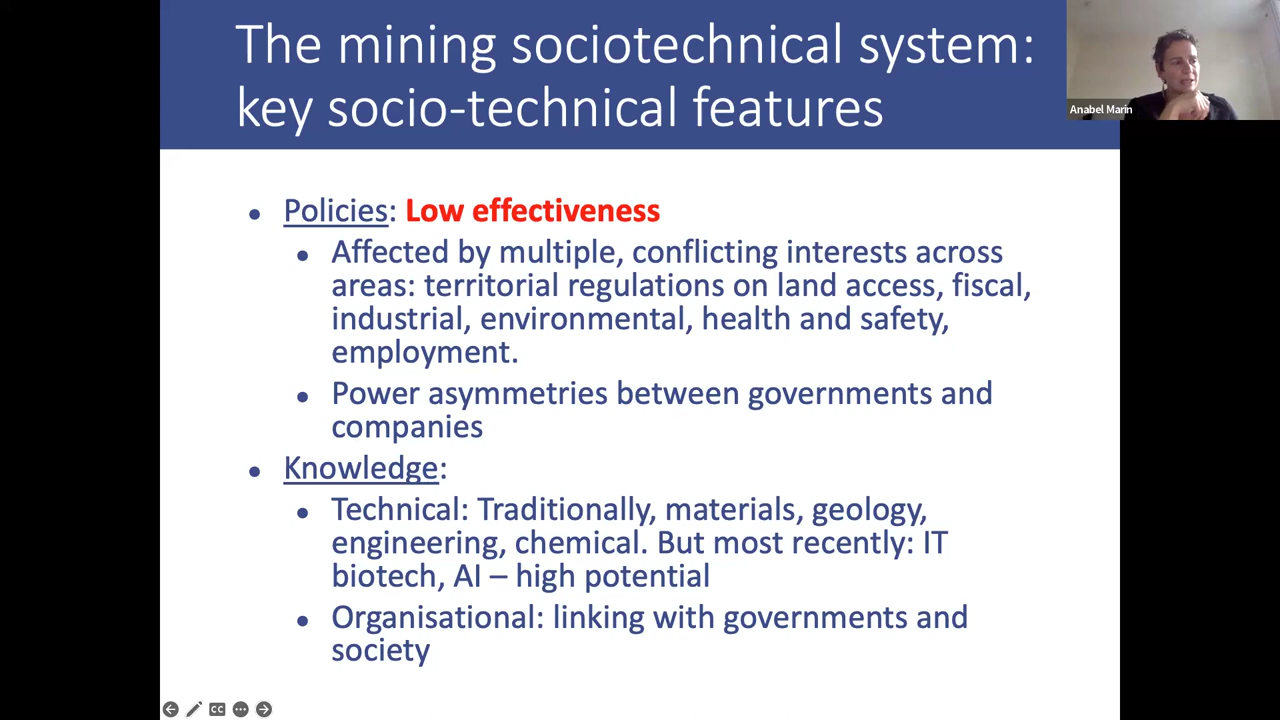 The mining sociotechnical system:
key socio-technical features
Anabel Marín
• Policies: Low effectiveness
• Affected by multiple, conflicting interests across
areas: territorial regulations on land access, fiscal,
industrial, environmental, health and safety,
employment.
• Power asymmetries between governments and
companies
• Knowledge:
• Technical: Traditionally, materials, geology,
engineering, chemical. But most recently: IT
biotech, AI – high potential
• Organisational: linking with governments and
society
CC